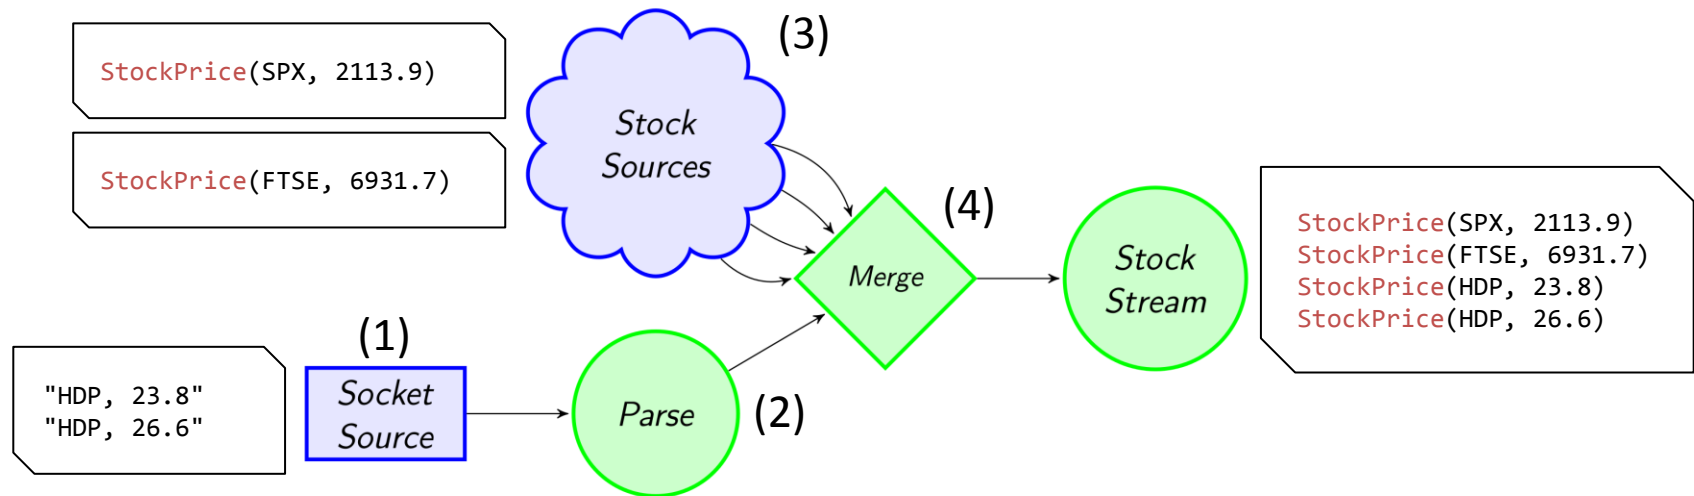 StockPrice(SPX, 2113.9)
StockPrice(FTSE, 6931.7)
(3)
Stock
Sources
(4)
Merge
Stock
Stream
StockPrice(SPX, 2113.9)
StockPrice(FTSE, 6931.7)
StockPrice(HDP, 23.8)
StockPrice(HDP, 26.6)
"HDP, 23.8"
"HDP, 26.6"
(1)
Socket
Source
Parse
(2)